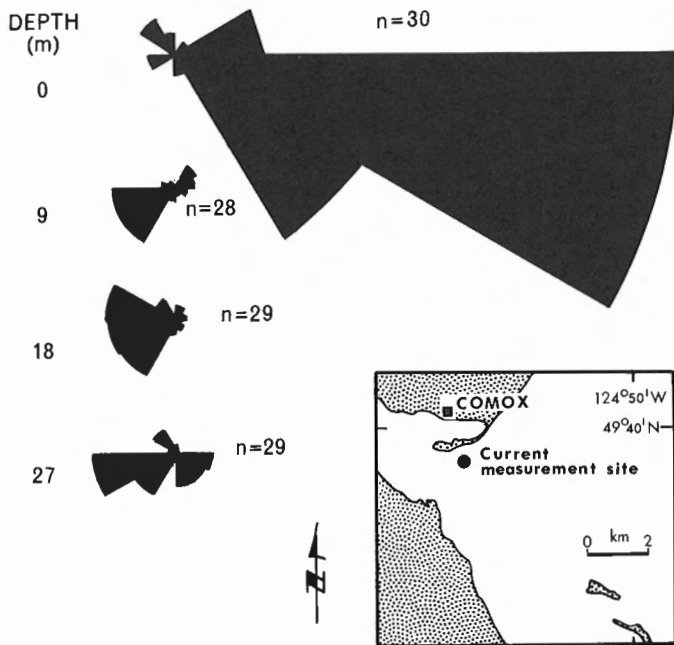 DEPTH
(m)
n=30
0
9
n=28
n=29
18
n=29
27
N
COMOX
124°50'W
49°40'N
Current
measurement site
0 km 2